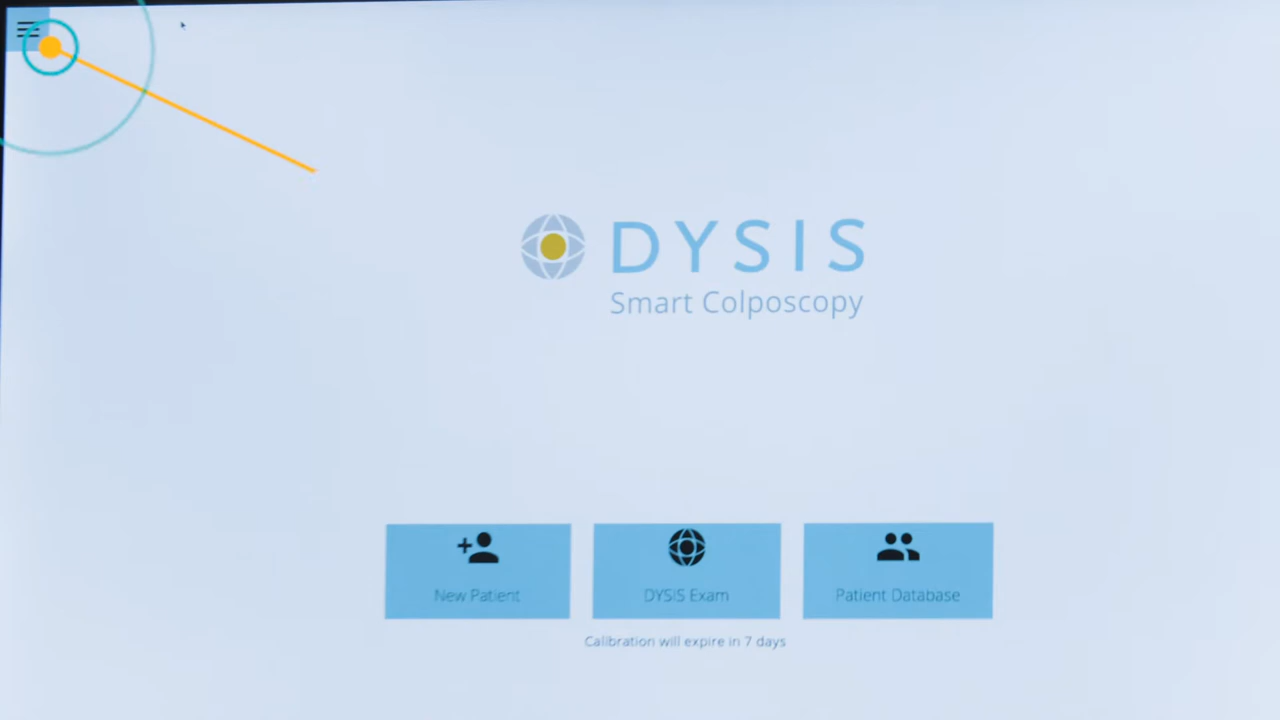 DYSIS
Smart Colposcopy
New Patient
DYSIS Exam
Patient Database
Calibration will expire in 7 days